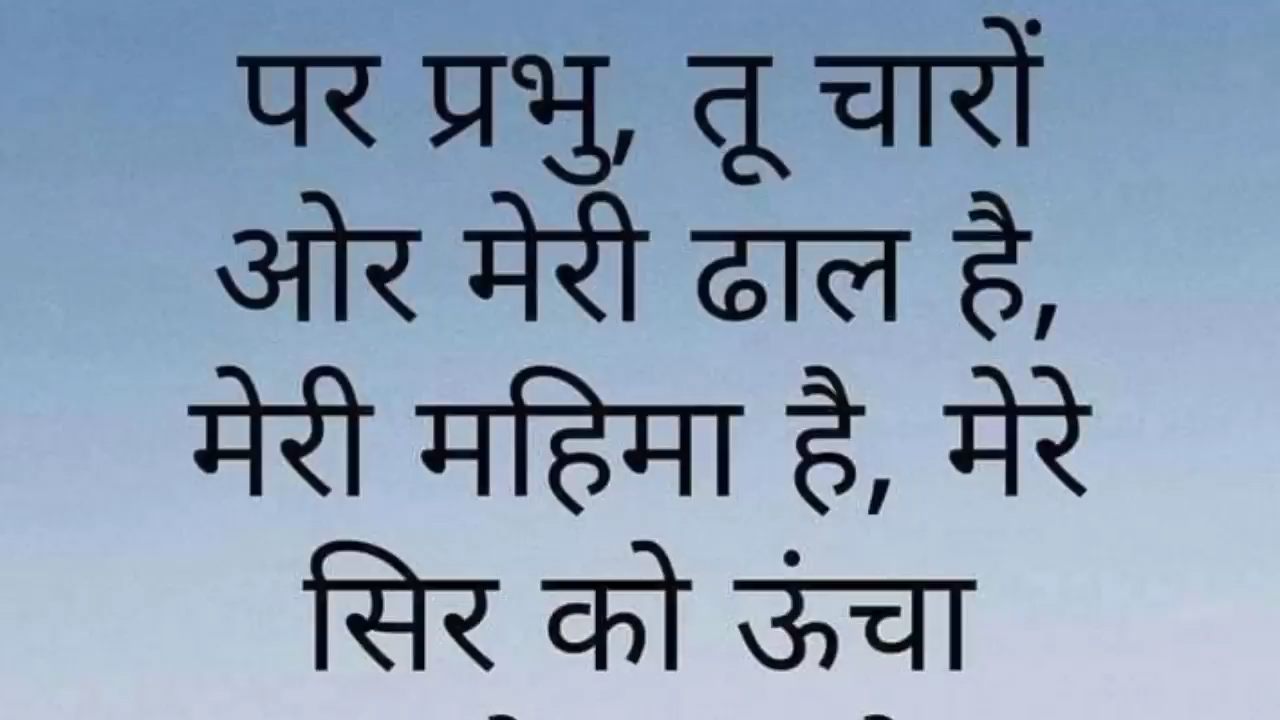 पर प्रभु, तू चारों
ओर मेरी ढाल है,
मेरी महिमा है, मेरे
सिर को ऊंचा